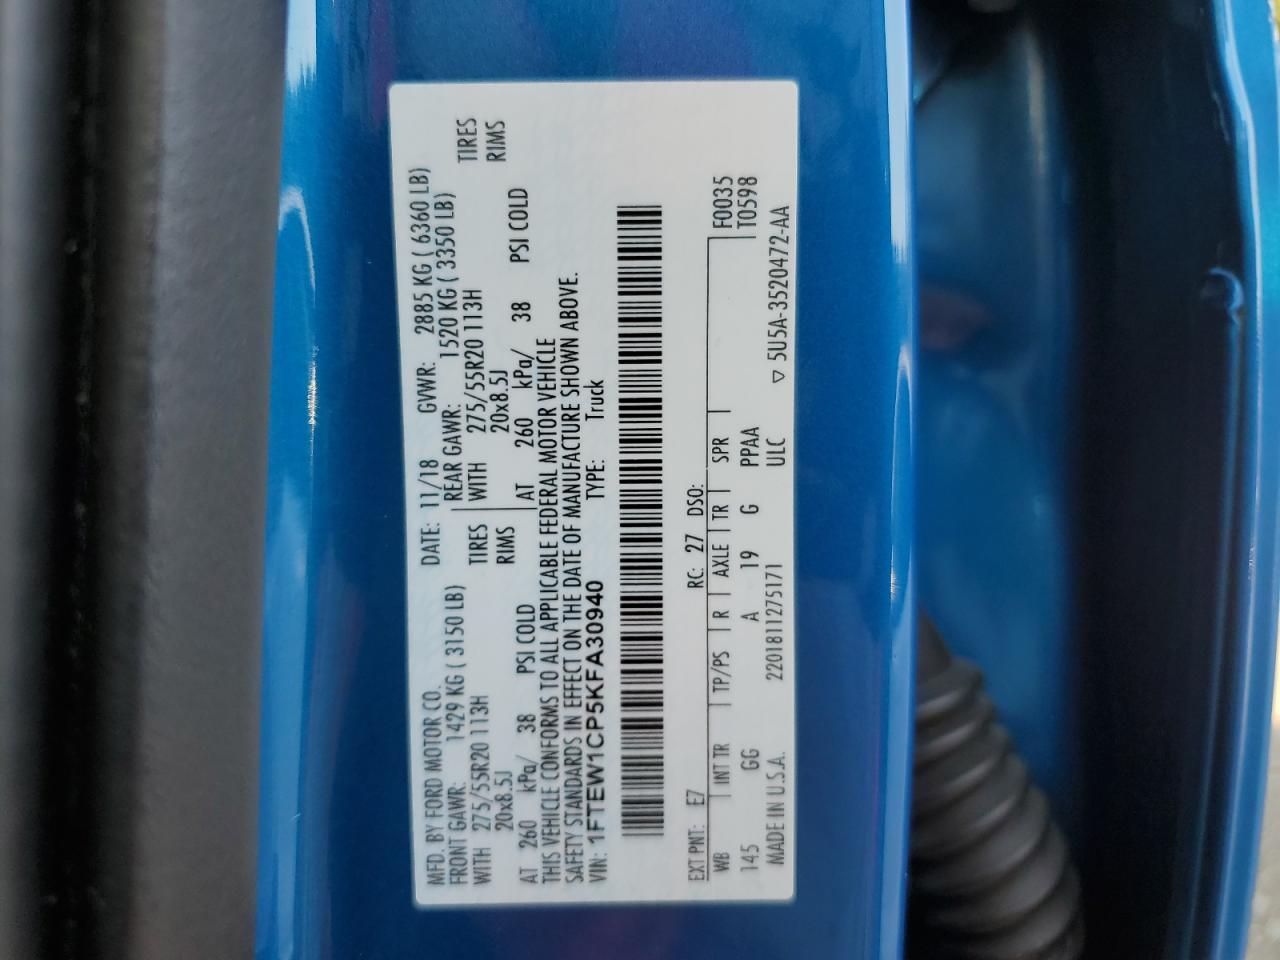 MFD. BY FORD MOTOR CO. DATE: 11/18 GVWR: 2885 KG ( 6360 LB)
FRONT GAWR: 1429 KG ( 3150 LB) REAR GAWR: 1520 KG ( 3350 LB)
WITH 275/55R20 113H TIRES WITH 275/55R20 113H TIRES
20x8.5J RIMS 20x8.5J RIMS
AT 260 kPa/ 38 PSI COLD AT 260 kPa/ 38 PSI COLD
THIS VEHICLE CONFORMS TO ALL APPLICABLE FEDERAL MOTOR VEHICLE
SAFETY STANDARDS IN EFFECT ON THE DATE OF MANUFACTURE SHOWN ABOVE.
VIN: 1FTEW1CP5KFA30940 TYPE: Truck
EXT PNT: E7 RC: 27 DSO:
WB INT TR TP/PS R AXLE TR SPR F0035
145 GG A 19 G PPAA T0598
MADE IN U.S.A. 2201811275171 ULC ▽ 5U5A-3520472-AA